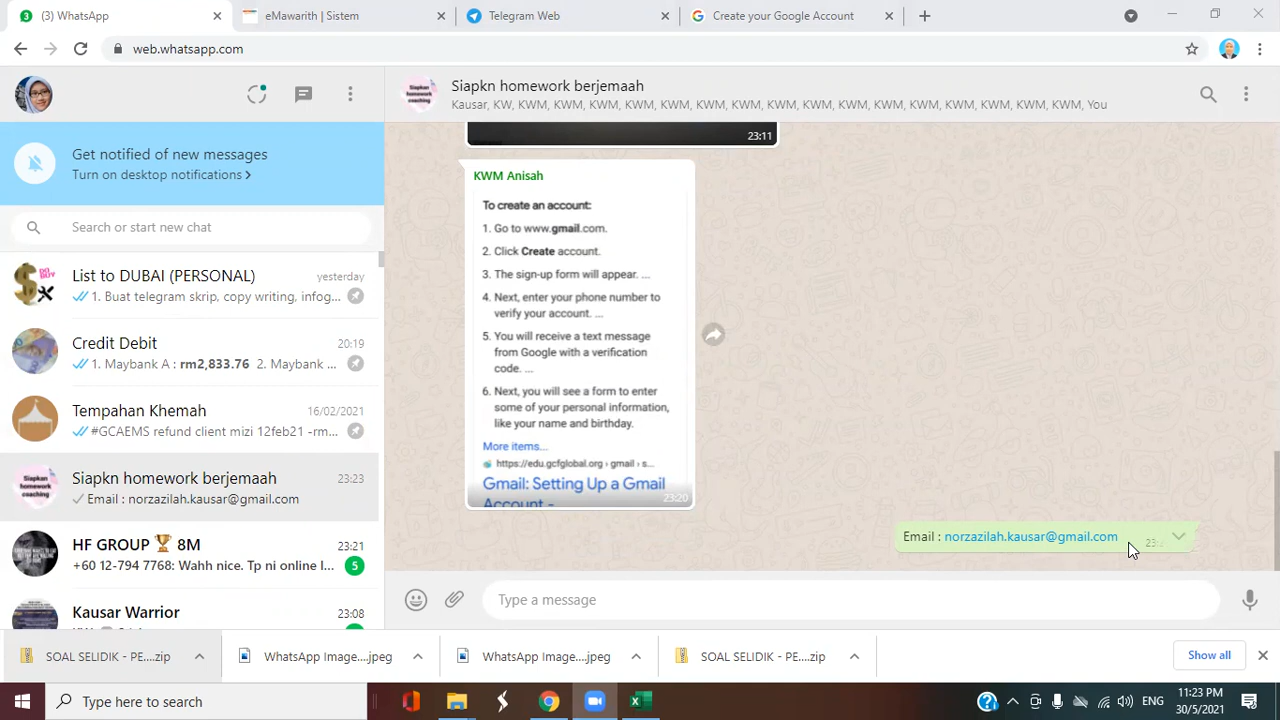 (3) WhatsApp
eMawarith | Sistem
Telegram Web
Create your Google Account
web.whatsapp.com
Siapkn homework berjemaah
Kausar, KW, KWM, KWM, KWM, KWM, KWM, KWM, KWM, KWM, KWM, KWM, KWM, KWM, KWM, KWM, KWM, You
Siapkn
homework
coaching
Get notified of new messages
Turn on desktop notifications >
Search or start new chat
List to DUBAI (PERSONAL)
yesterday
1. Buat telegram skrip, copy writing, infog...
Credit Debit
20:19
1. Maybank A : rm2,833.76 2. Maybank ...
Tempahan Khemah
16/02/2021
#GCAEMS refund client mizi 12feb21 -rm...
Siapkn homework berjemaah
23:23
Email : norzazilah.kausar@gmail.com
HF GROUP 🏆 8M
23:21
+60 12-794 7768: Wahh nice. Tp ni online l...
5
Kausar Warrior
23:08
23:11
KWM Anisah
To create an account:
1. Go to www.gmail.com.
2. Click Create account.
3. The sign-up form will appear. ...
4. Next, enter your phone number to
verify your account. ...
5. You will receive a text message
from Google with a verification
code. ...
6. Next, you will see a form to enter
some of your personal information,
like your name and birthday.
More items...
https://edu.gcfglobal.org › gmail › s...
Gmail: Setting Up a Gmail
Account -
23:20
Email : norzazilah.kausar@gmail.com
Type a message
SOAL SELIDIK - PE....zip
WhatsApp Image....jpeg
WhatsApp Image....jpeg
SOAL SELIDIK - PE....zip
Show all
Type here to search
ENG
11:23 PM
30/5/2021